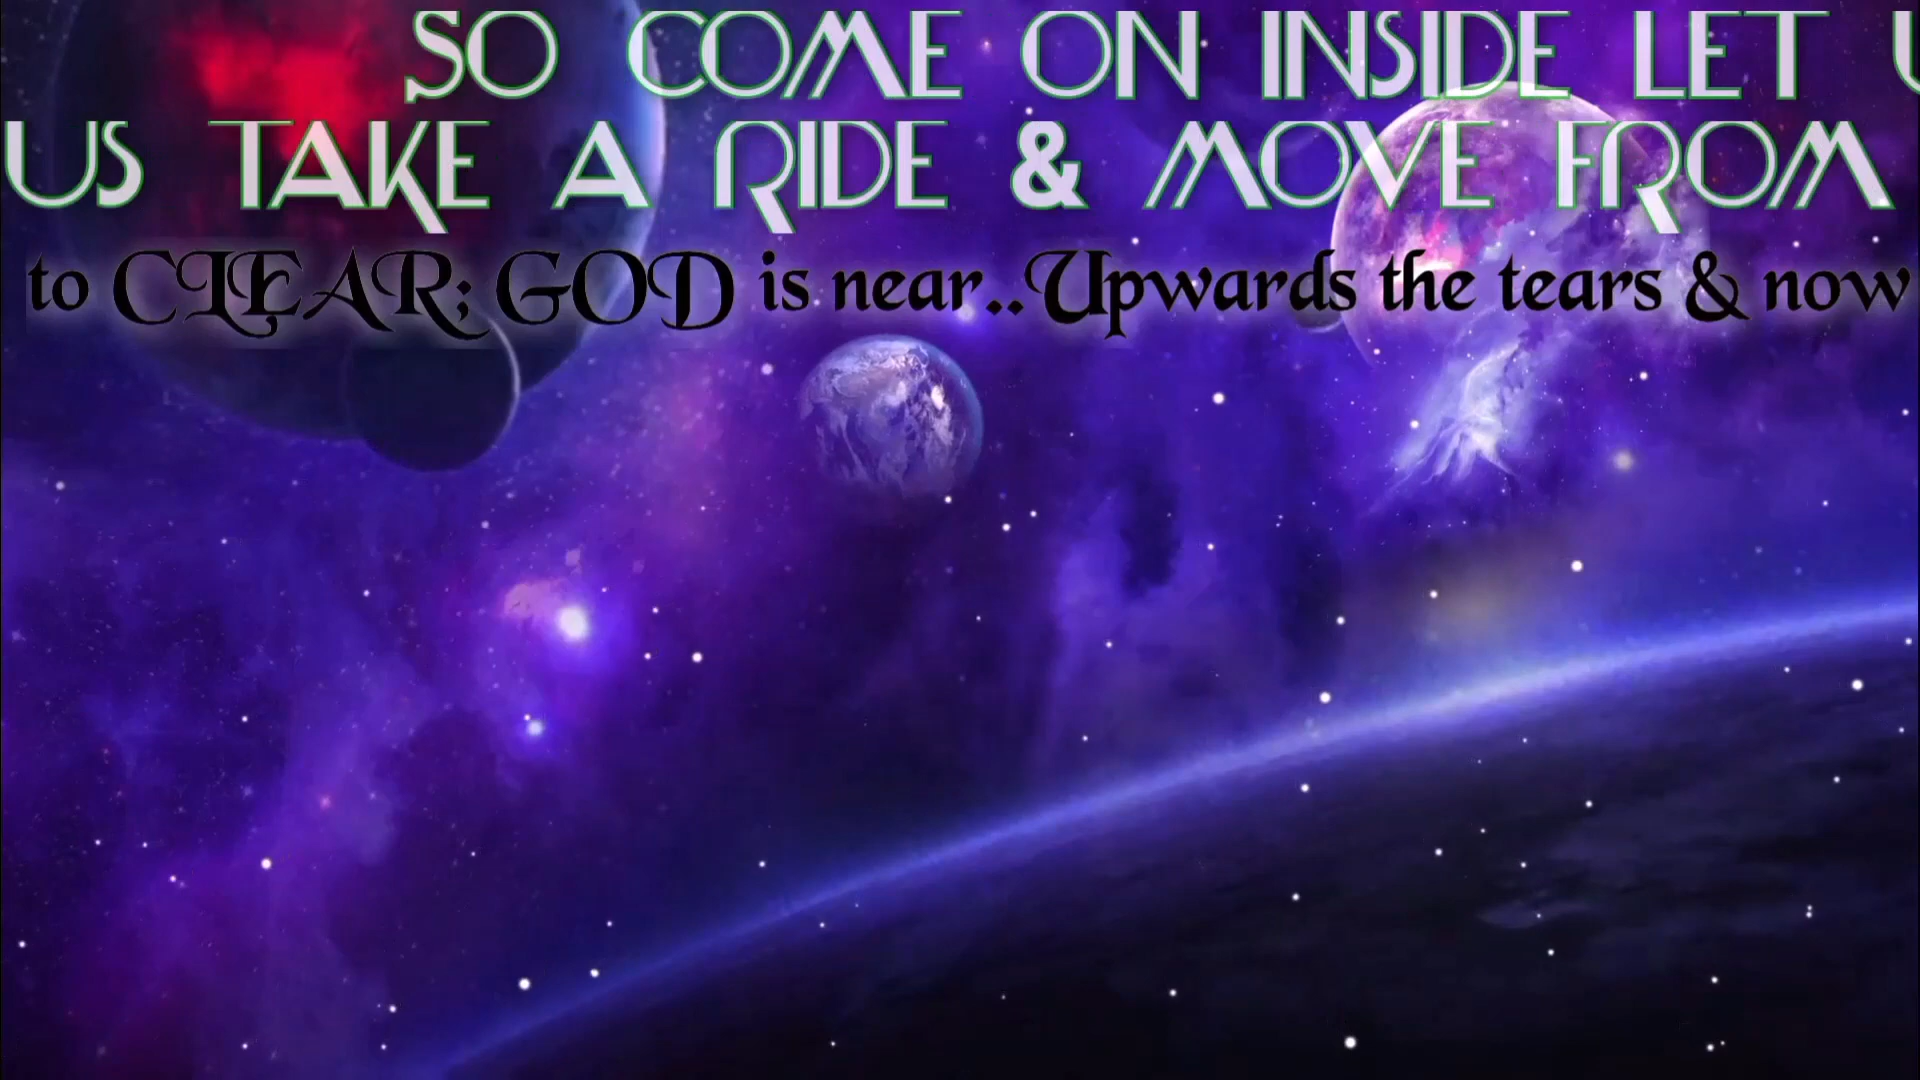 SO COME ON INSIDE LET U
US TAKE A RIDE & MOVE FROM
to CLEAR; GOD is near..Upwards the tears & now